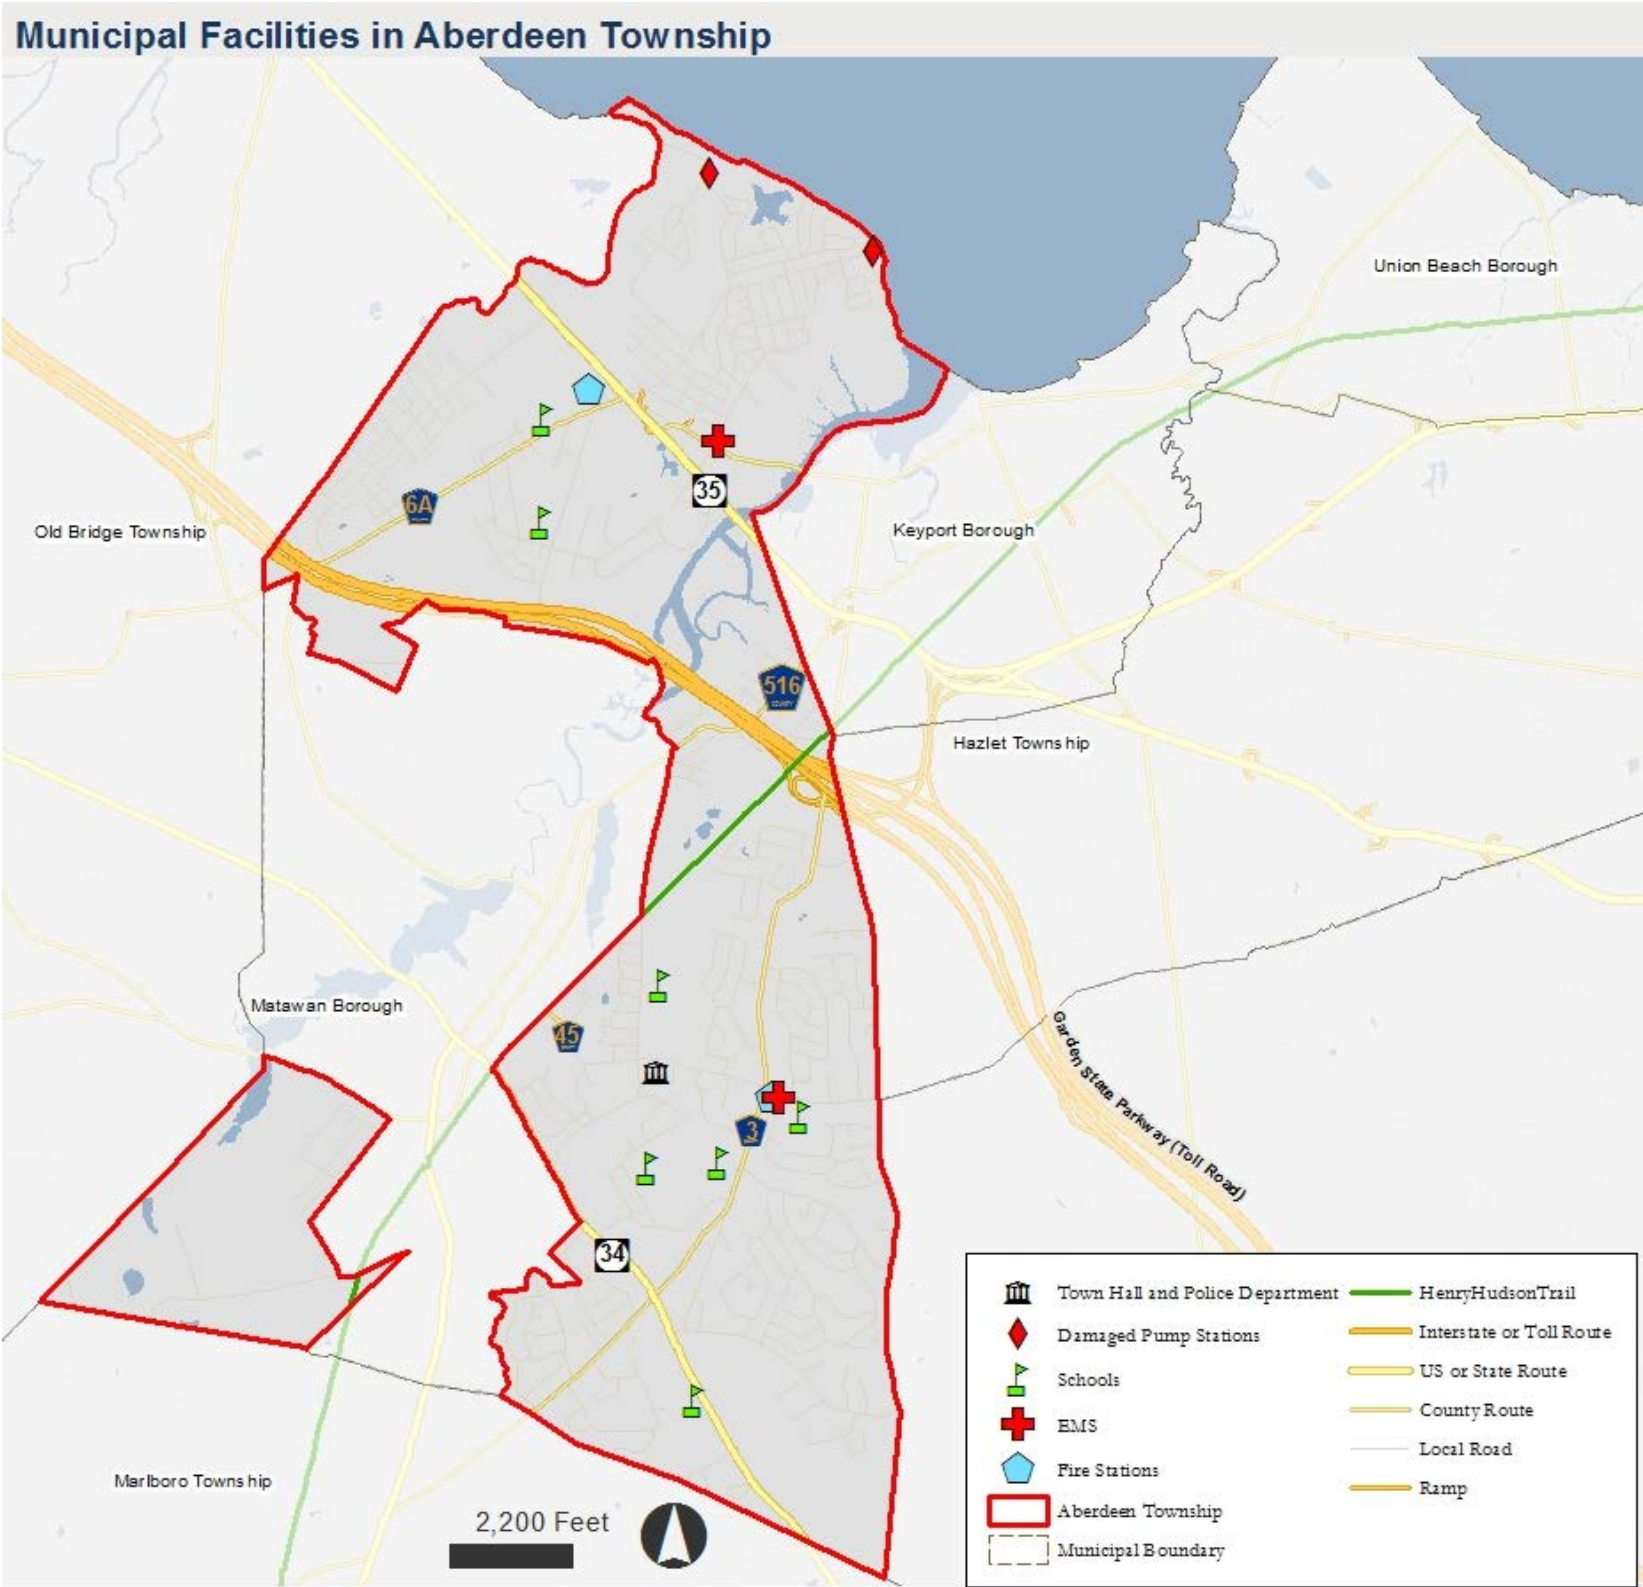 Municipal Facilities in Aberdeen Township
Union Beach Borough
35
6A
Old Bridge Township
Keyport Borough
516
COUNTY
Hazlet Township
Matawan Borough
Garden State Parkway (Toll Road)
45
3
34
Marlboro Township
2,200 Feet
Town Hall and Police Department
Damaged Pump Stations
Schools
EMS
Fire Stations
Aberdeen Township
Municipal Boundary
HenryHudsonTrail
Interstate or Toll Route
US or State Route
County Route
Local Road
Ramp